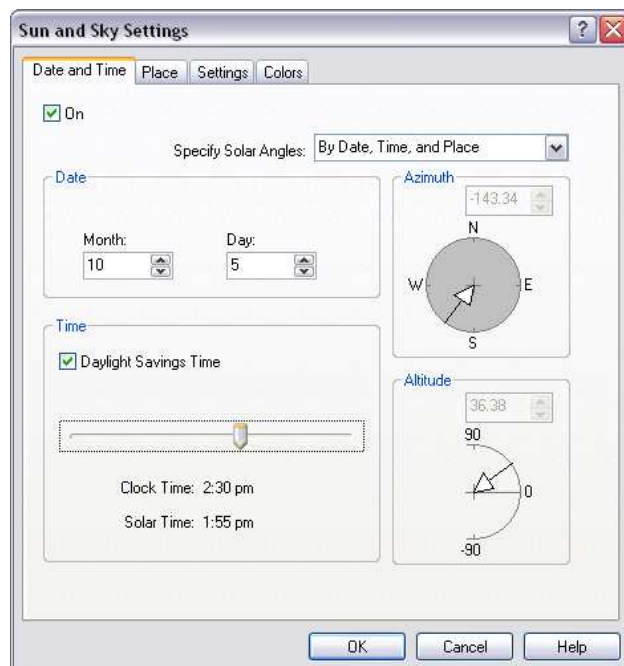 Sun and Sky Settings
Date and Time Place Settings Colors
On
Specify Solar Angles: By Date, Time, and Place
Date
Month: Day:
10 5
Time
Daylight Savings Time
Clock Time: 2:30 pm
Solar Time: 1:55 pm
Azimuth
-143.34
N
W E
S
Altitude
36.38
90
0
-90
OK Cancel Help